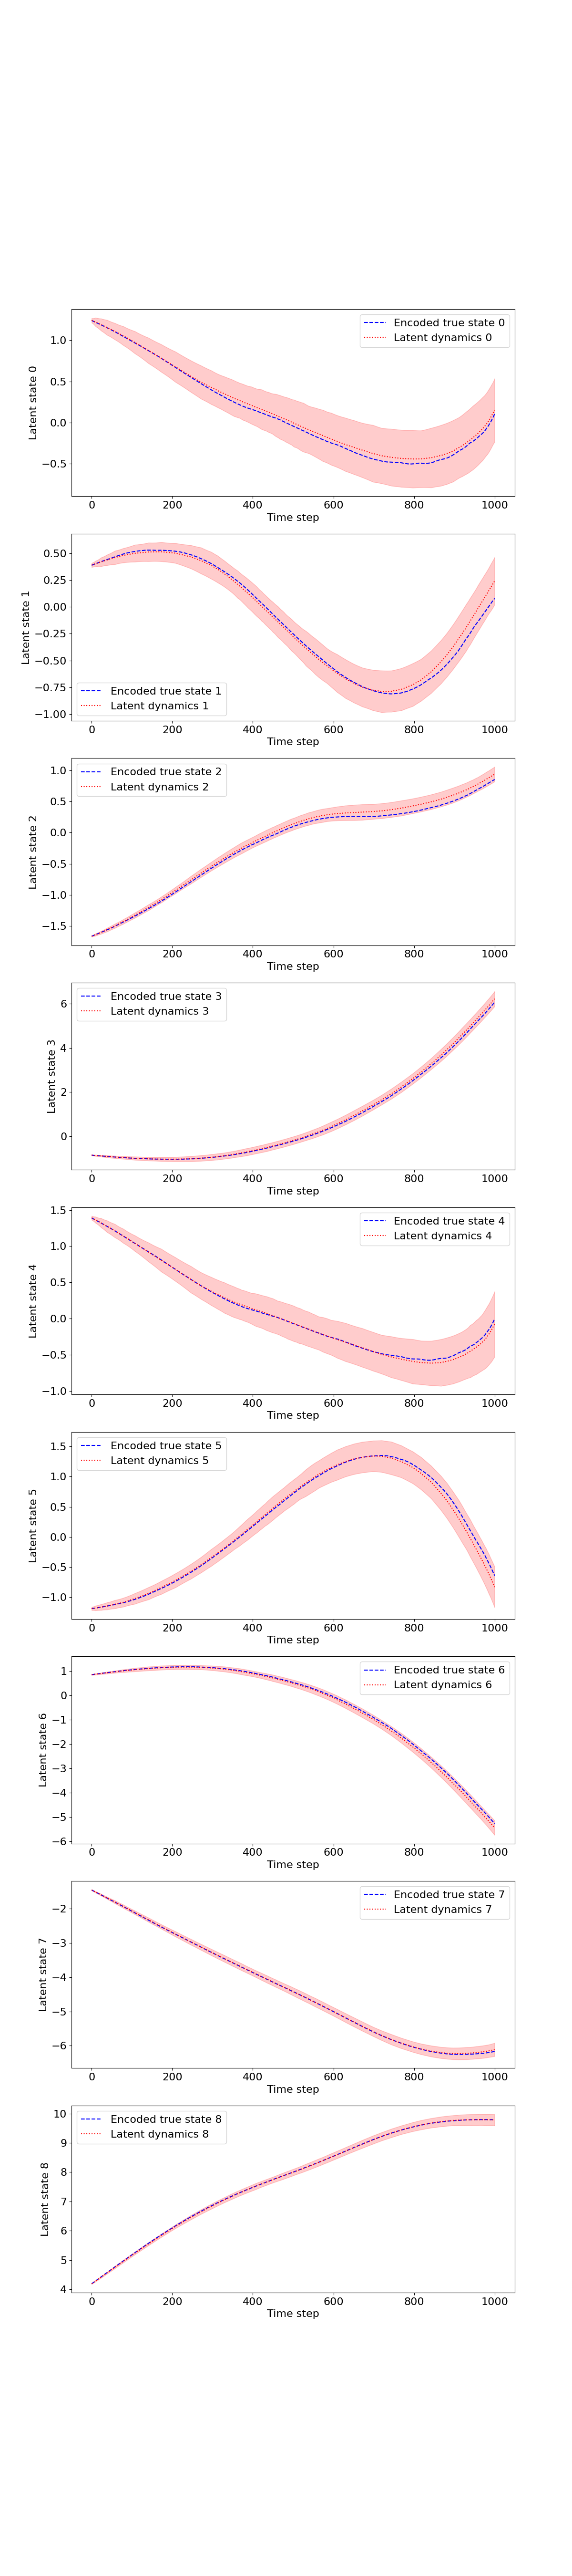 Encoded true state 0
Latent dynamics 0
1.0
0.5
0.0
−0.5
Latent state 0
0 200 400 600 800 1000
Time step
0.50
0.25
0.00
−0.25
−0.50
−0.75
−1.00
Latent state 1
Encoded true state 1
Latent dynamics 1
0 200 400 600 800 1000
Time step
Encoded true state 2
Latent dynamics 2
1.0
0.5
0.0
−0.5
−1.0
−1.5
Latent state 2
0 200 400 600 800 1000
Time step
Encoded true state 3
Latent dynamics 3
6
4
2
0
Latent state 3
0 200 400 600 800 1000
Time step
Encoded true state 4
Latent dynamics 4
1.5
1.0
0.5
0.0
−0.5
−1.0
Latent state 4
0 200 400 600 800 1000
Time step
Encoded true state 5
Latent dynamics 5
1.5
1.0
0.5
0.0
−0.5
−1.0
Latent state 5
0 200 400 600 800 1000
Time step
Encoded true state 6
Latent dynamics 6
1
0
−1
−2
−3
−4
−5
−6
Latent state 6
0 200 400 600 800 1000
Time step
Encoded true state 7
Latent dynamics 7
−2
−3
−4
−5
−6
Latent state 7
0 200 400 600 800 1000
Time step
Encoded true state 8
Latent dynamics 8
10
9
8
7
6
5
4
Latent state 8
0 200 400 600 800 1000
Time step